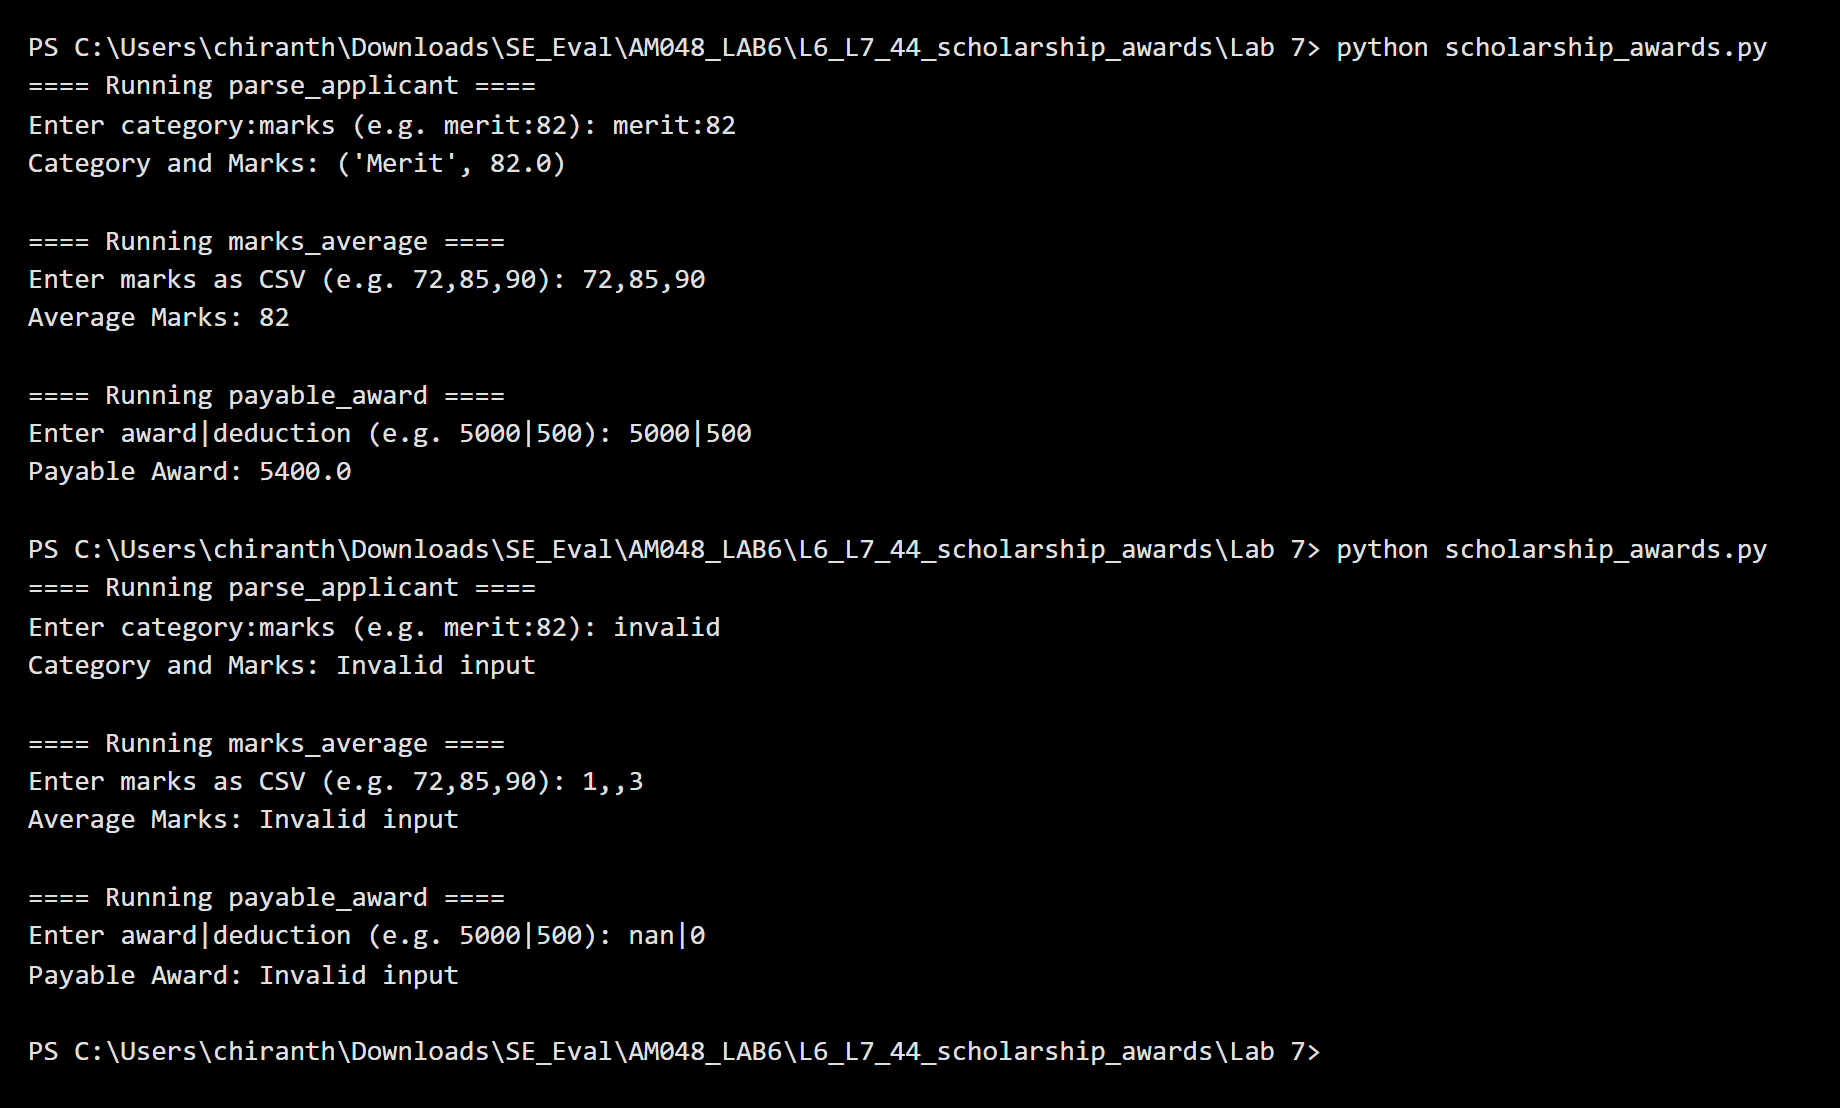 PS C:\Users\chiranth\Downloads\SE_Eval\AM048_LAB6\L6_L7_44_scholarship_awards\Lab 7> python scholarship_awards.py
==== Running parse_applicant ====
Enter category:marks (e.g. merit:82): merit:82
Category and Marks: ('Merit', 82.0)
==== Running marks_average ====
Enter marks as CSV (e.g. 72,85,90): 72,85,90
Average Marks: 82
==== Running payable_award ====
Enter award|deduction (e.g. 5000|500): 5000|500
Payable Award: 5400.0
PS C:\Users\chiranth\Downloads\SE_Eval\AM048_LAB6\L6_L7_44_scholarship_awards\Lab 7> python scholarship_awards.py
==== Running parse_applicant ====
Enter category:marks (e.g. merit:82): invalid
Category and Marks: Invalid input
==== Running marks_average ====
Enter marks as CSV (e.g. 72,85,90): 1,,3
Average Marks: Invalid input
==== Running payable_award ====
Enter award|deduction (e.g. 5000|500): nan|0
Payable Award: Invalid input
PS C:\Users\chiranth\Downloads\SE_Eval\AM048_LAB6\L6_L7_44_scholarship_awards\Lab 7>